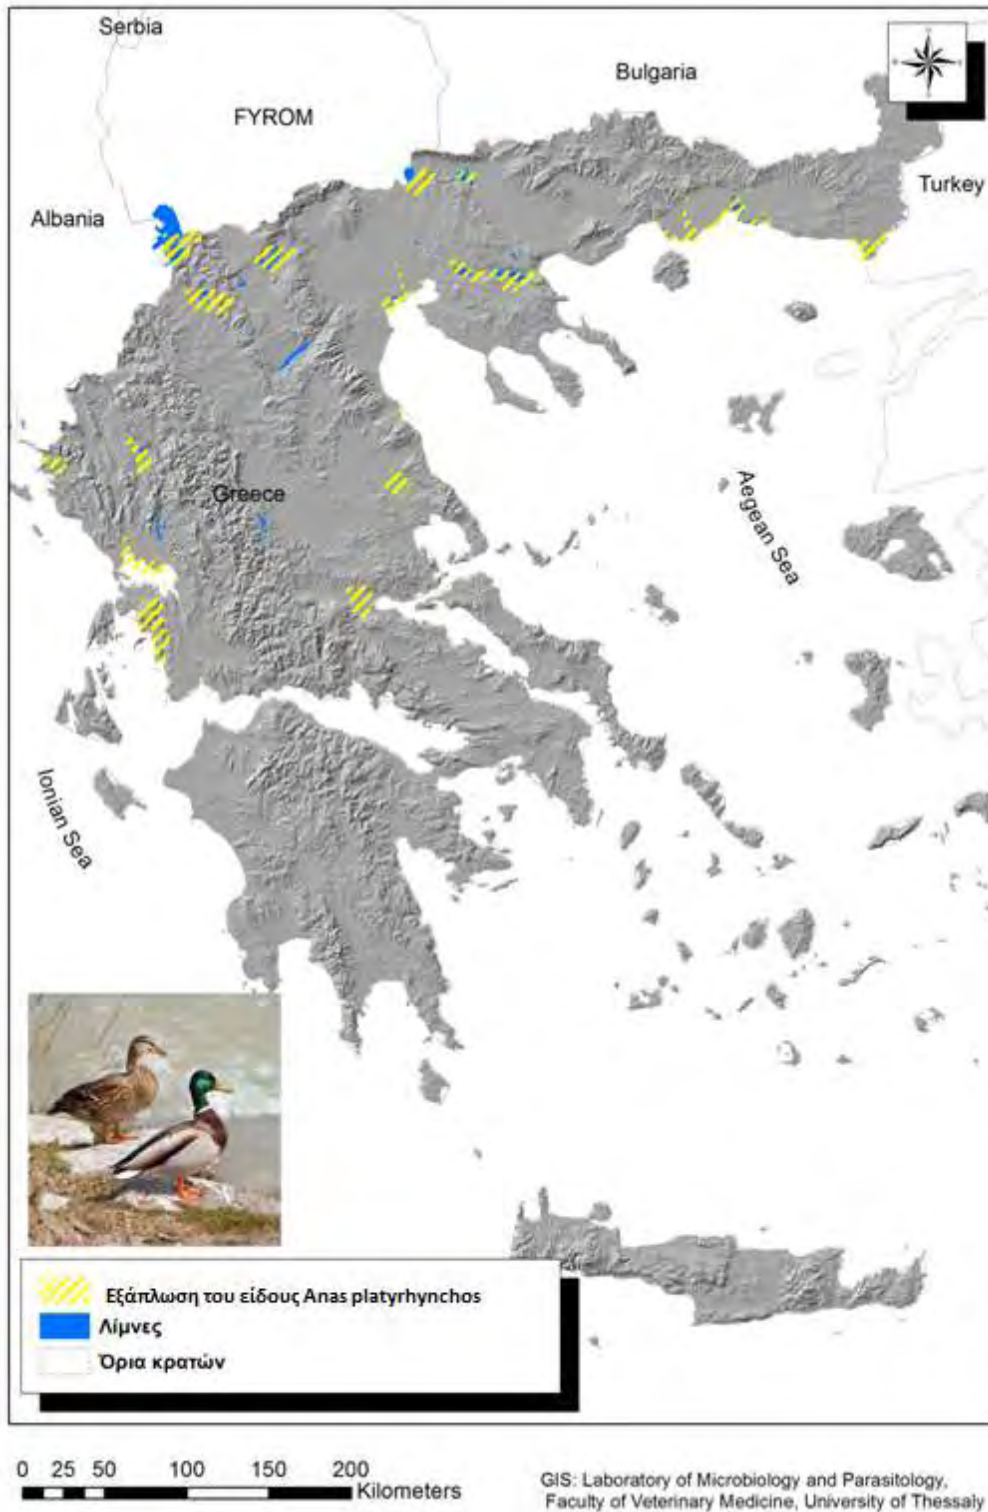 Serbia
Bulgaria
FYROM
Turkey
Albania
Greece
Aegean Sea
Ionian Sea
Εξάπλωση του είδους Anas platyrhynchos
Λίμνες
Όρια κρατών
0 25 50 100 150 200
Kilometers
GIS: Laboratory of Microbiology and Parasitology,
Faculty of Veterinary Medicine, University of Thessaly